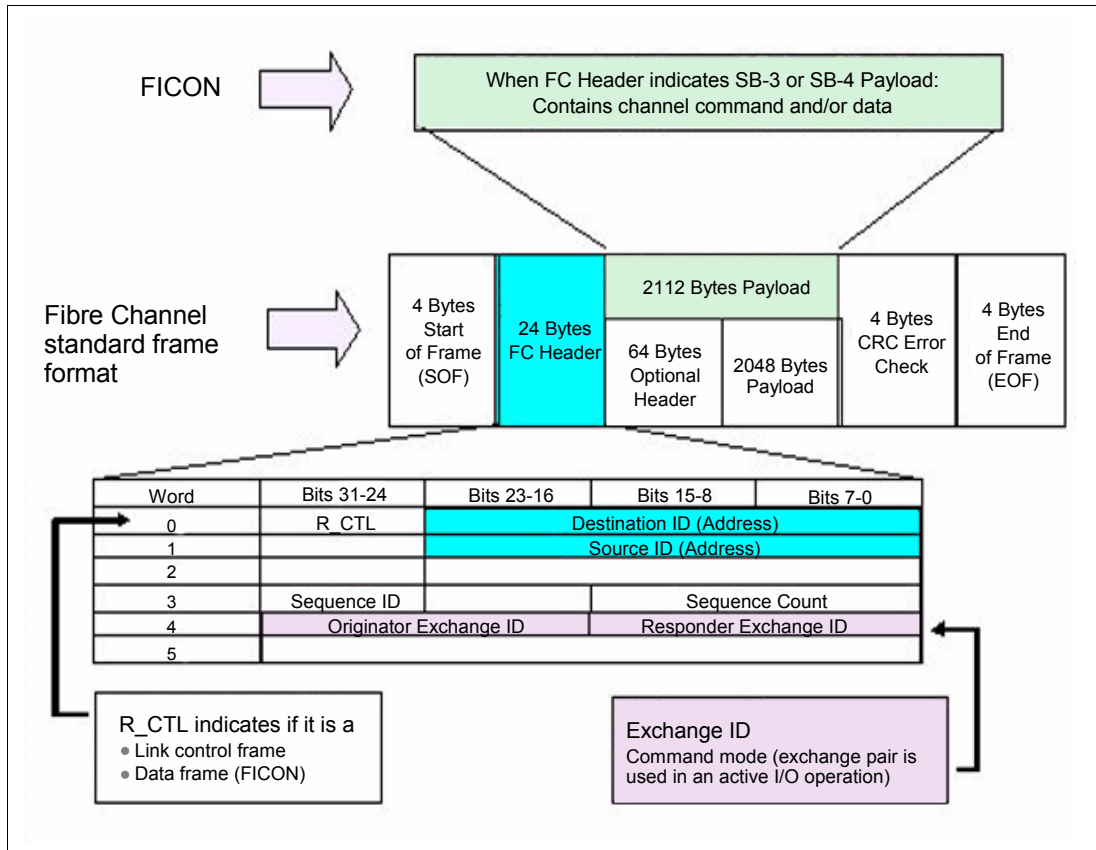 FICON
When FC Header indicates SB-3 or SB-4 Payload:
Contains channel command and/or data
Fibre Channel
standard frame
format
4 Bytes
Start
of Frame
(SOF)
24 Bytes
FC Header
2112 Bytes Payload
64 Bytes
Optional
Header
2048 Bytes
Payload
4 Bytes
CRC Error
Check
4 Bytes
End
of Frame
(EOF)
Word Bits 31-24 Bits 23-16 Bits 15-8 Bits 7-0
0 R_CTL Destination ID (Address)
1 Source ID (Address)
2
3 Sequence ID Sequence Count
4 Originator Exchange ID Responder Exchange ID
5
R_CTL indicates if it is a
● Link control frame
● Data frame (FICON)
Exchange ID
Command mode (exchange pair is
used in an active I/O operation)